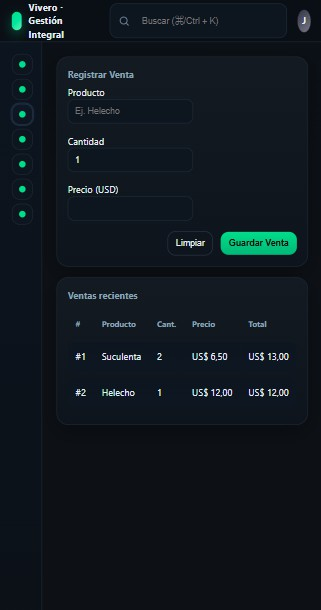 Vivero ·
Gestión
Integral
Buscar (⌘/Ctrl + K)
J
Registrar Venta
Producto
Ej. Helecho
Cantidad
1
Precio (USD)
Limpiar Guardar Venta
Ventas recientes
# Producto Cant. Precio Total
#1 Suculenta 2 US$ 6,50 US$ 13,00
#2 Helecho 1 US$ 12,00 US$ 12,00